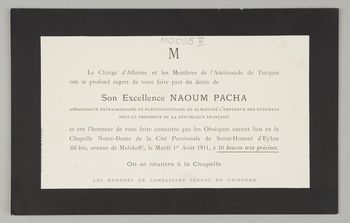 110065 II
M
Le Chargé d'Affaires et les Membres de l'Ambassade de Turquie
ont le profond regret de vous faire part du décès de
Son Excellence NAOUM PACHA
AMBASSADEUR EXTRAORDINAIRE ET PLÉNIPOTENTIAIRE DE SA MAJESTÉ L'EMPEREUR DES OTTOMANS
PRÈS LE PRÉSIDENT DE LA RÉPUBLIQUE FRANÇAISE
et ont l'honneur de vous faire connaître que les Obsèques auront lieu en la
Chapelle Notre-Dame de la Cité Paroissiale de Saint-Honoré d'Eylau
(66 bis, avenue de Malakoff), le Mardi 1er Août 1911, à 10 heures très précises.
On se réunira à la Chapelle
LES MEMBRES DE L'AMBASSADE SERONT EN UNIFORME